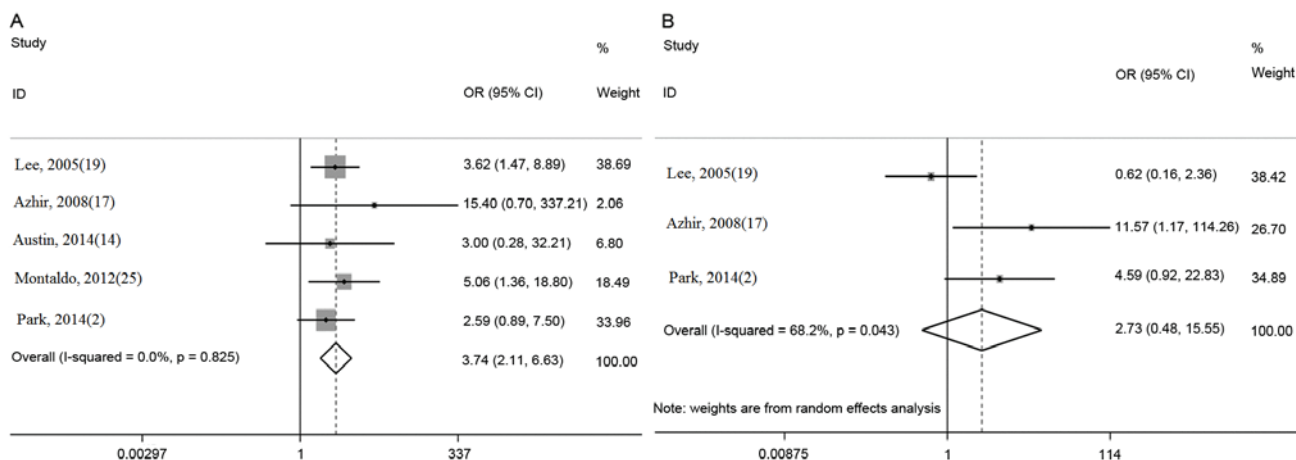 A
Study %
ID OR (95% CI) Weight
Lee, 2005(19) 3.62 (1.47, 8.89) 38.69
Azhir, 2008(17) 15.40 (0.70, 337.21) 2.06
Austin, 2014(14) 3.00 (0.28, 32.21) 6.80
Montaldo, 2012(25) 5.06 (1.36, 18.80) 18.49
Park, 2014(2) 2.59 (0.89, 7.50) 33.96
Overall (I-squared = 0.0%, p = 0.825) 3.74 (2.11, 6.63) 100.00
0.00297 1 337
B
Study %
OR (95% CI) Weight
ID
Lee, 2005(19) 0.62 (0.16, 2.36) 38.42
Azhir, 2008(17) 11.57 (1.17, 114.26) 26.70
Park, 2014(2) 4.59 (0.92, 22.83) 34.89
Overall (I-squared = 68.2%, p = 0.043) 2.73 (0.48, 15.55) 100.00
Note: weights are from random effects analysis
0.00875 1 114